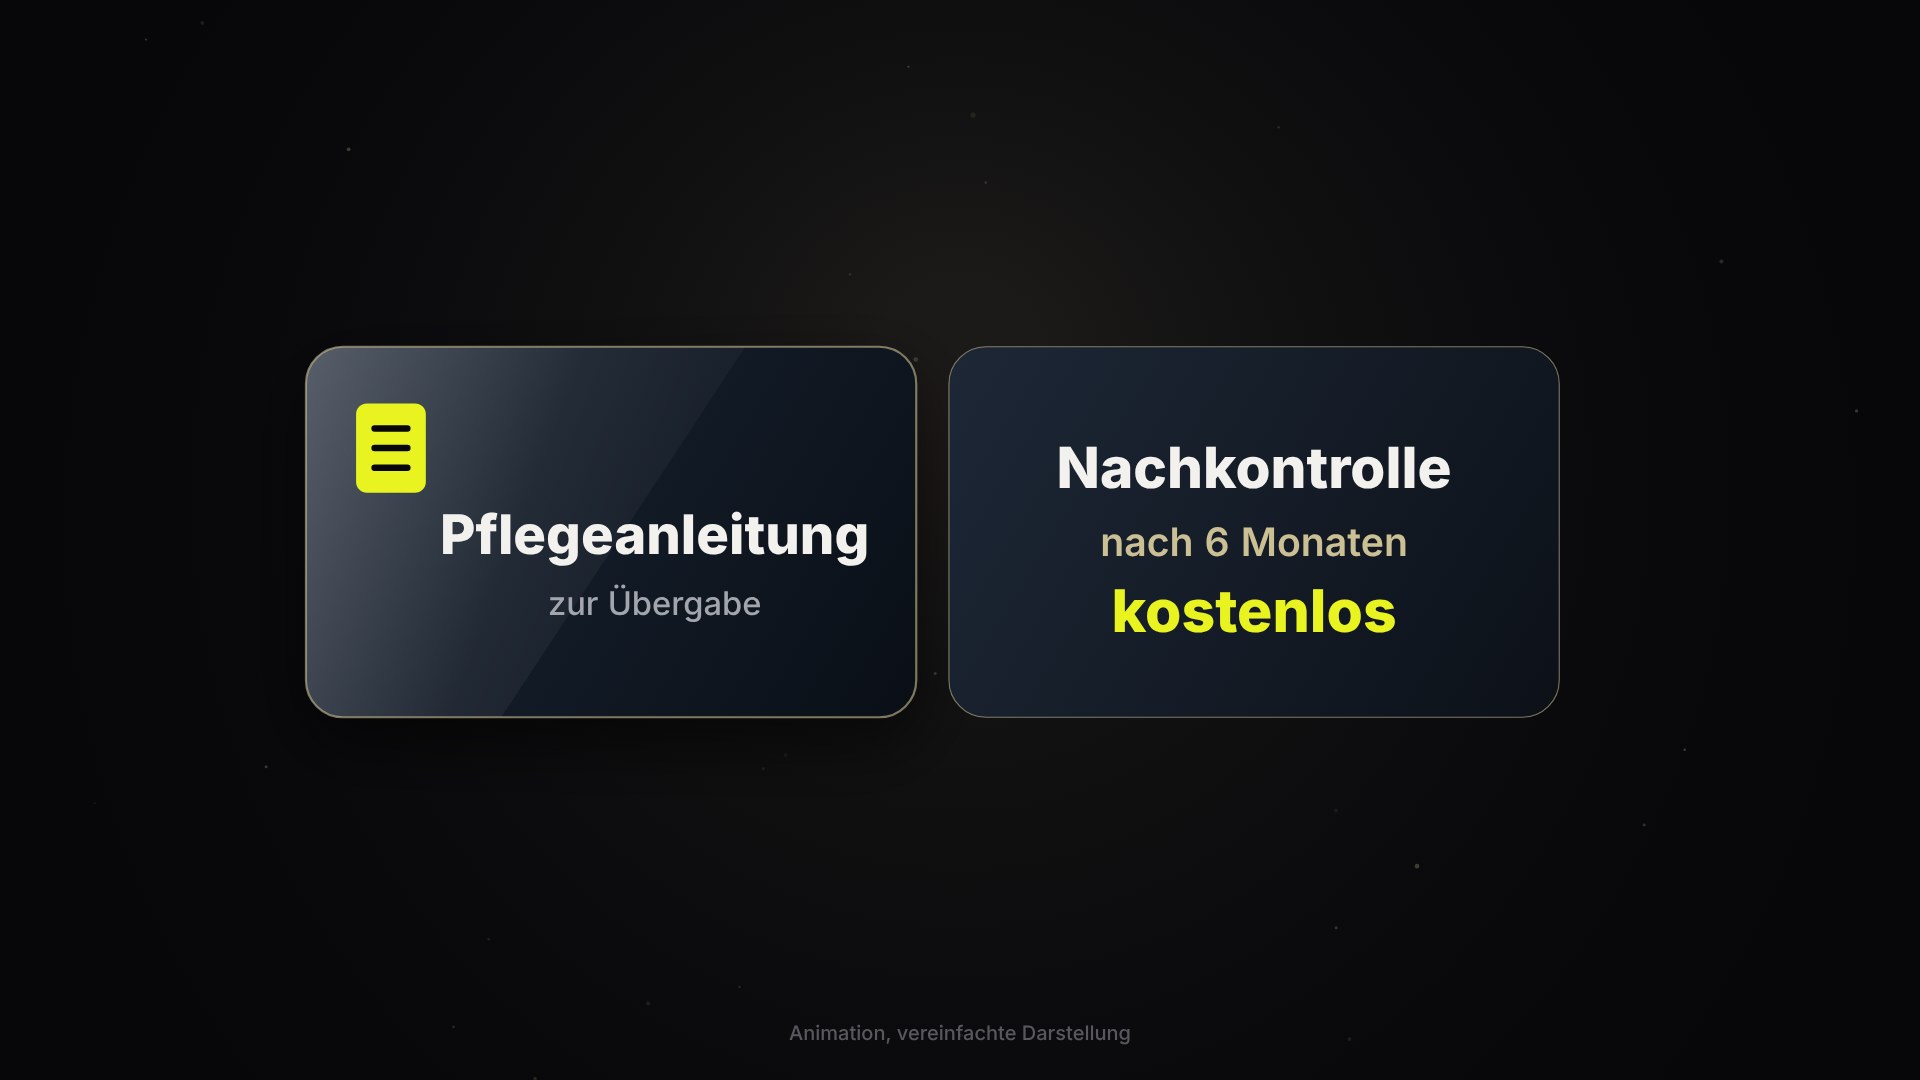 Pflegeanleitung
zur Übergabe
Nachkontrolle
nach 6 Monaten
kostenlos
Animation, vereinfachte Darstellung